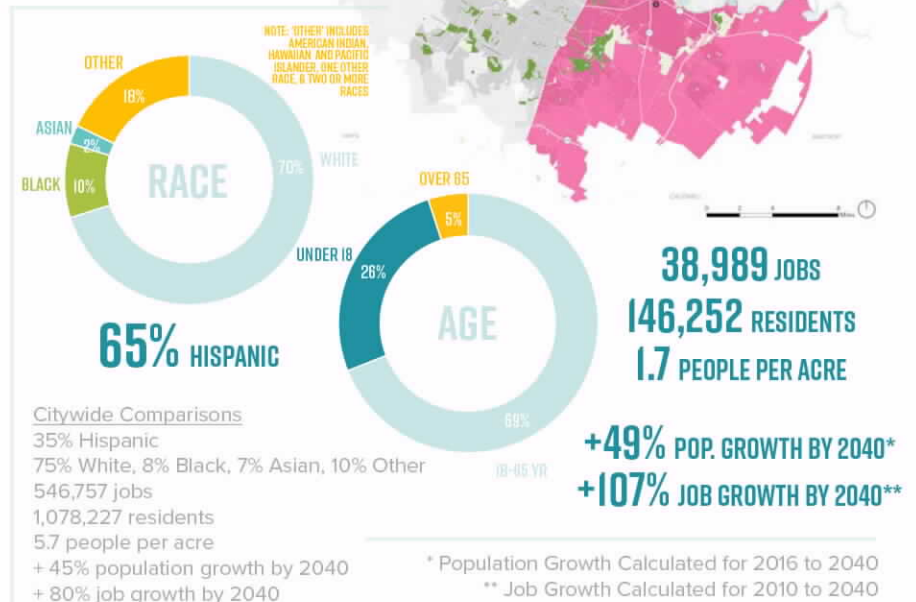 NOTE: 'OTHER' INCLUDES
AMERICAN INDIAN,
HAWAIIAN AND PACIFIC
ISLANDER, ONE OTHER
RACE, & TWO OR MORE
RACES
OTHER
18%
ASIAN
2%
BLACK
10%
RACE
70%
WHITE
65% HISPANIC
OVER 65
5%
UNDER 18
26%
AGE
69%
18-65 YR
38,989 JOBS
146,252 RESIDENTS
1.7 PEOPLE PER ACRE
+49% POP. GROWTH BY 2040*
+107% JOB GROWTH BY 2040**
Citywide Comparisons
35% Hispanic
75% White, 8% Black, 7% Asian, 10% Other
546,757 jobs
1,078,227 residents
5.7 people per acre
+ 45% population growth by 2040
+ 80% job growth by 2040
* Population Growth Calculated for 2016 to 2040
** Job Growth Calculated for 2010 to 2040